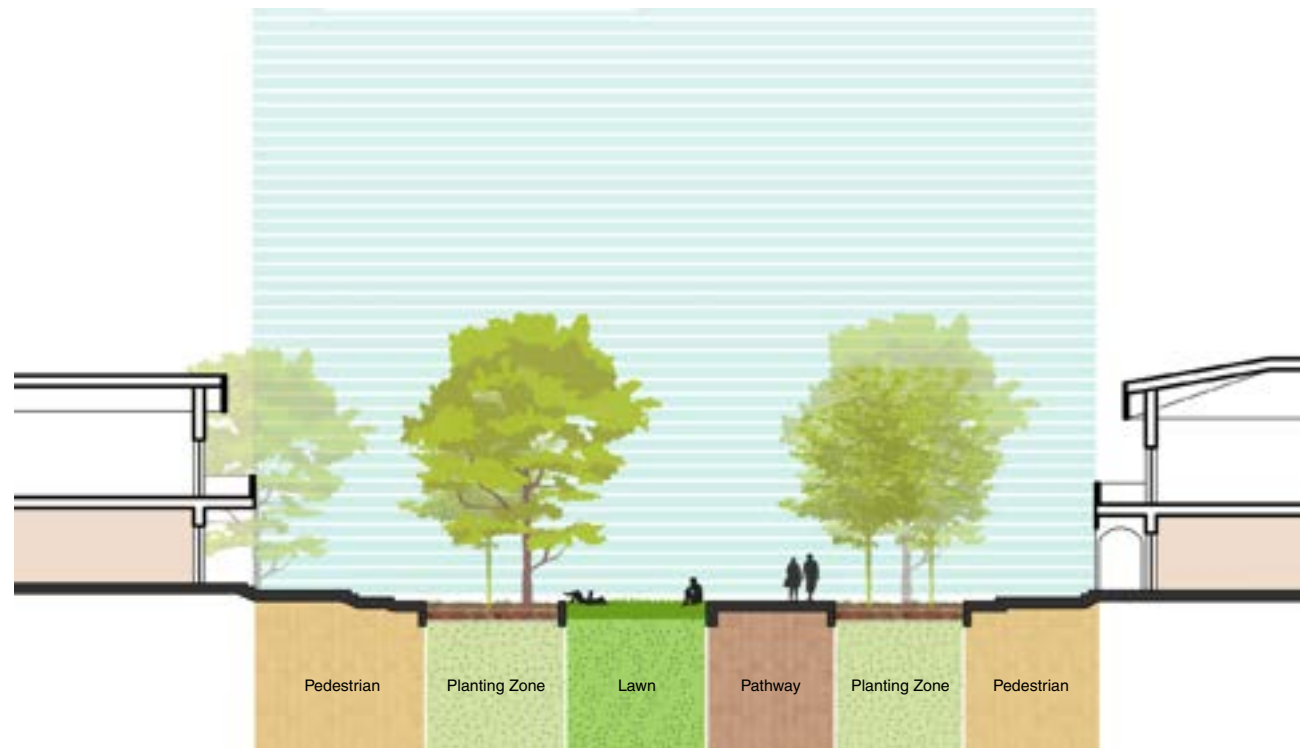 Pedestrian
Planting Zone
Lawn
Pathway
Planting Zone
Pedestrian